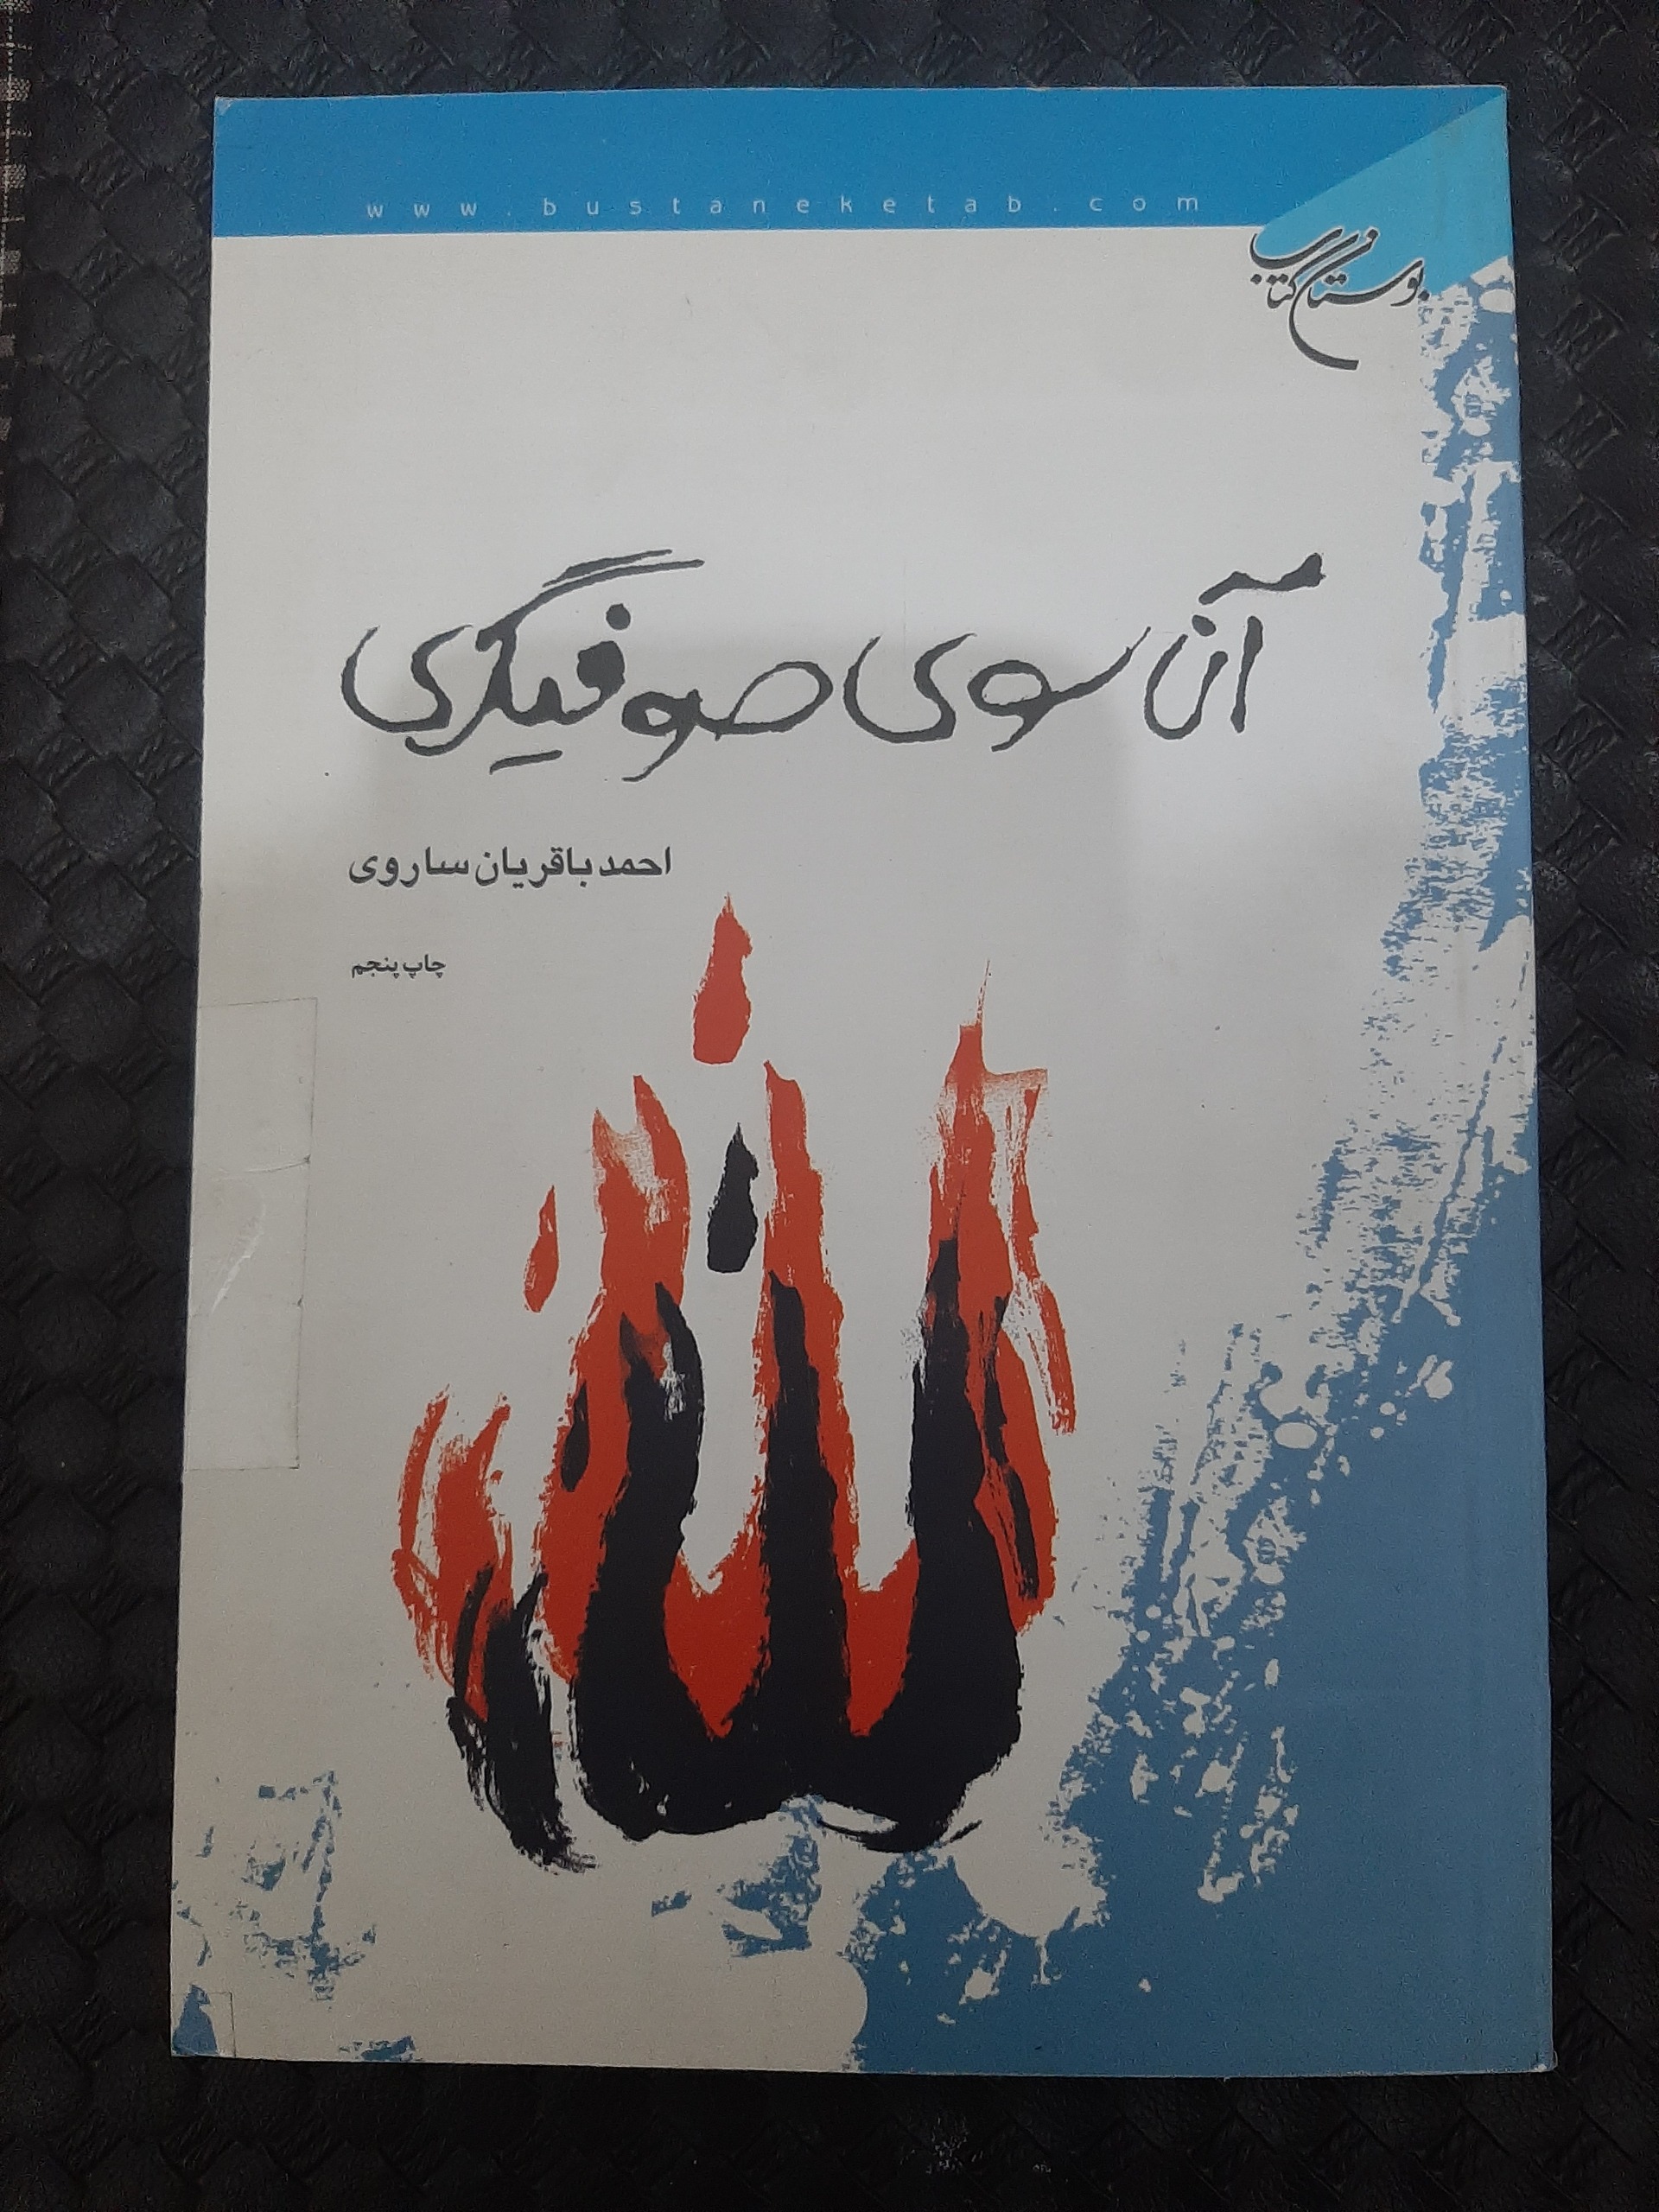 www.bustaneketab.com
بوستان کتاب
آن سوی صوفیگری
احمد باقریان ساروی
چاپ پنجم